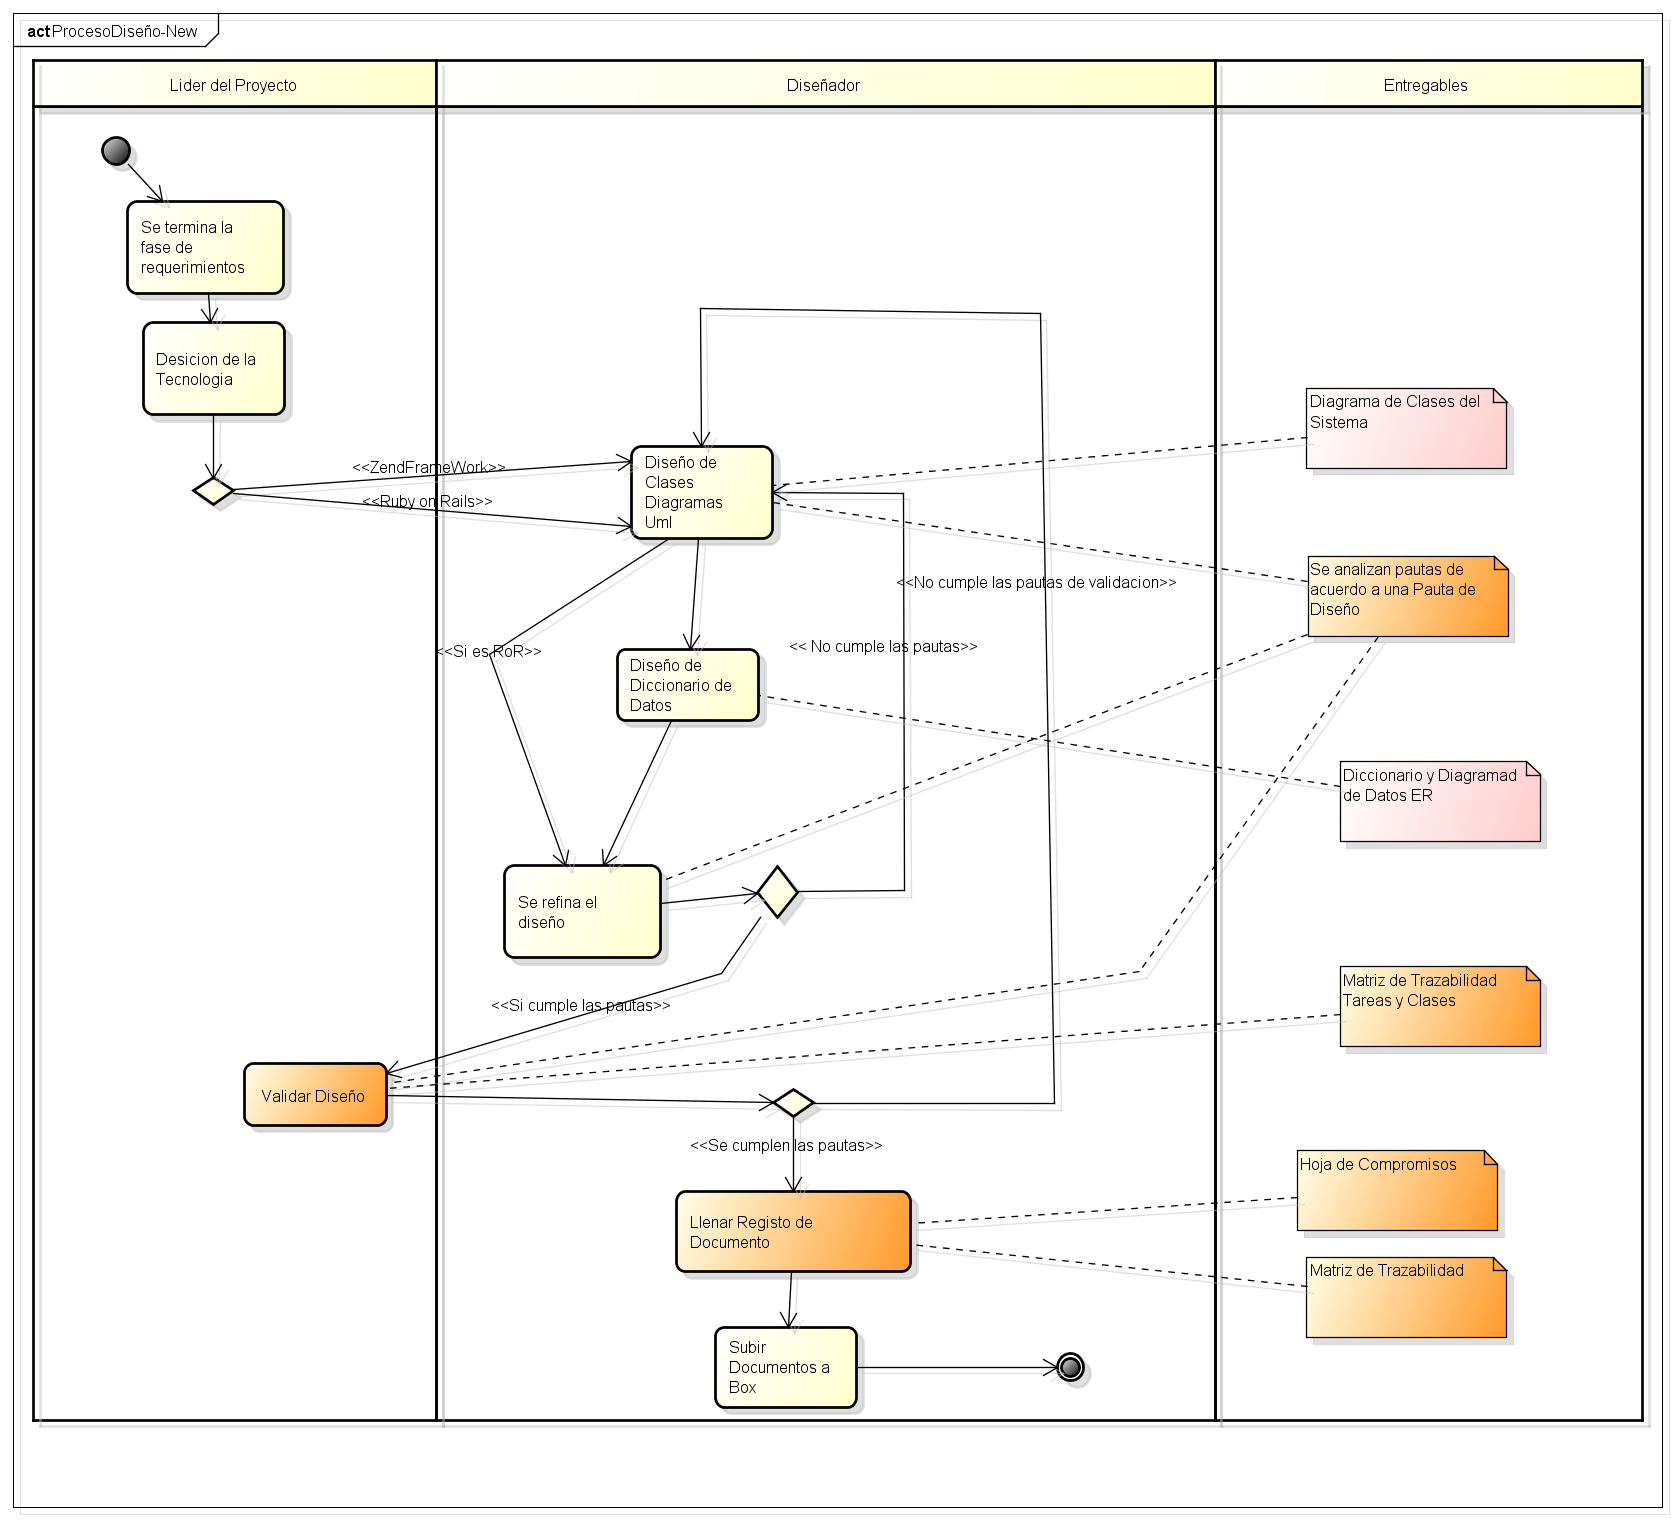 act ProcesoDiseño-New
Lider del Proyecto
Diseñador
Entregables
Se termina la
fase de
requerimientos
Desicion de la
Tecnologia
<<ZendFrameWork>>
<<Ruby on Rails>>
Diseño de
Clases
Diagramas
Uml
Diagrama de Clases del
Sistema
<<No cumple las pautas de validacion>>
Se analizan pautas de
acuerdo a una Pauta de
Diseño
<<Si es RoR>>
<< No cumple las pautas>>
Diseño de
Diccionario de
Datos
Diccionario y Diagramad
de Datos ER
Se refina el
diseño
<<Si cumple las pautas>>
Matriz de Trazabilidad
Tareas y Clases
Validar Diseño
<<Se cumplen las pautas>>
Hoja de Compromisos
Llenar Registo de
Documento
Matriz de Trazabilidad
Subir
Documentos a
Box